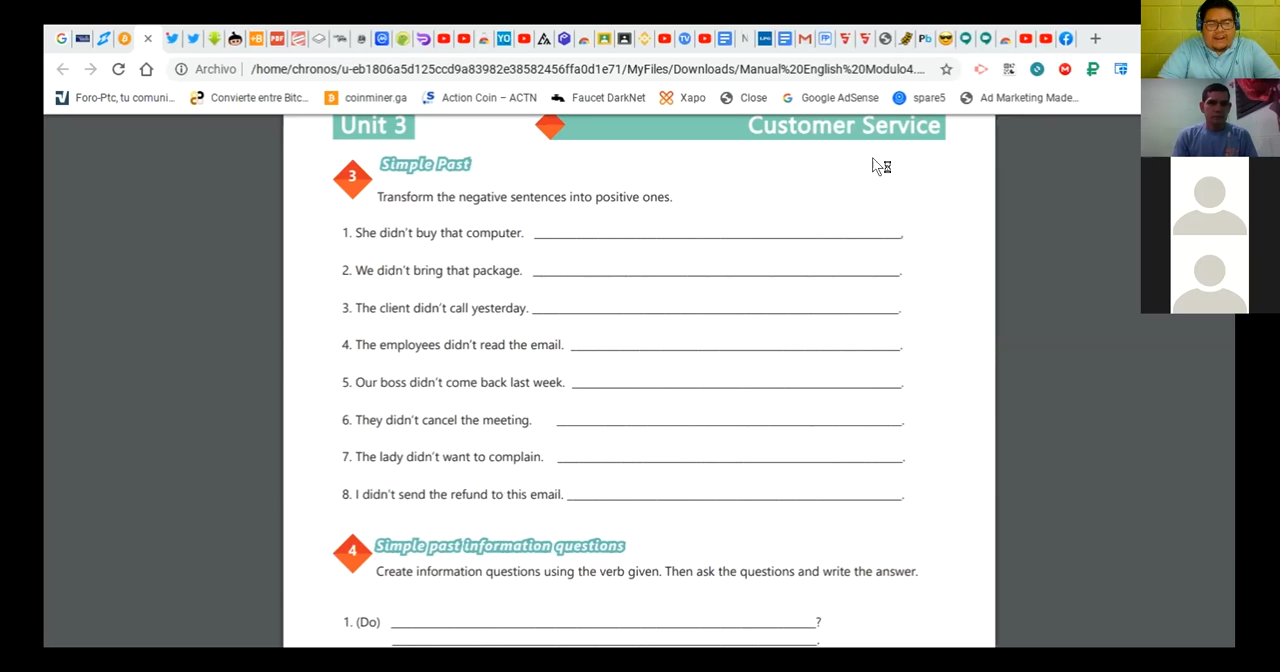 Archivo
/home/chronos/u-eb1806a5d125ccd9a83982e38582456ffa0d1e71/MyFiles/Downloads/Manual%20English%20Modulo4....
Foro-Ptc, tu comuni...
Convierte entre Bitc...
coinminer.ga
Action Coin – ACTN
Faucet DarkNet
Xapo
Close
Google AdSense
spare5
Ad Marketing Made...
Unit 3
Customer Service
3
Simple Past
Transform the negative sentences into positive ones.
1. She didn't buy that computer.
2. We didn't bring that package.
3. The client didn't call yesterday.
4. The employees didn't read the email.
5. Our boss didn't come back last week.
6. They didn't cancel the meeting.
7. The lady didn't want to complain.
8. I didn't send the refund to this email.
4
Simple past information questions
Create information questions using the verb given. Then ask the questions and write the answer.
1. (Do) ?